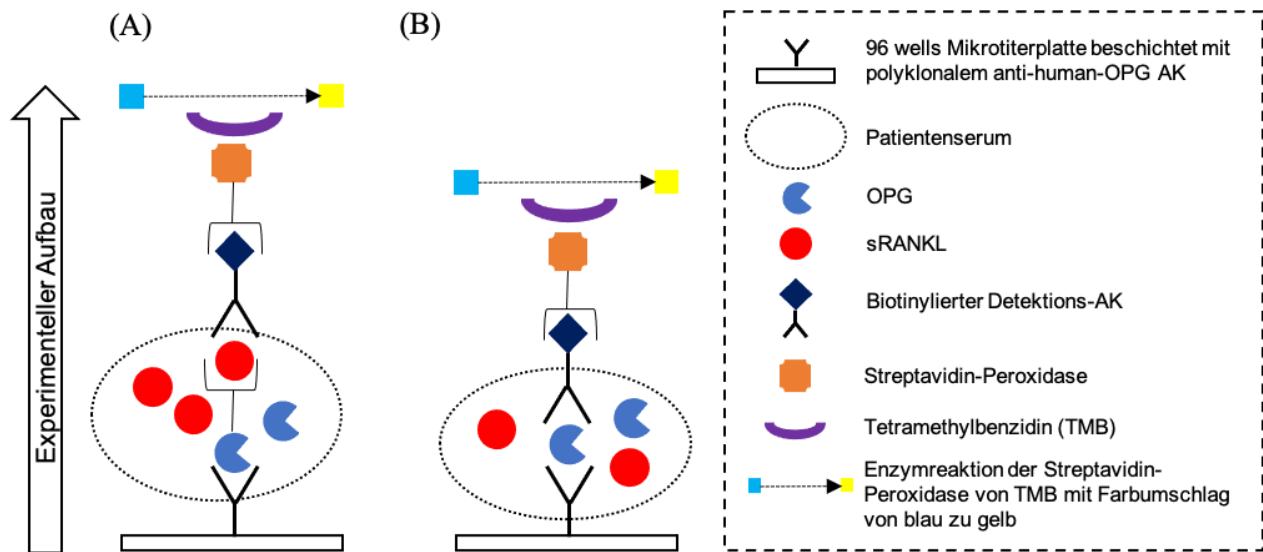 (A)
(B)
Experimenteller Aufbau
96 wells Mikrotiterplatte beschichtet mit
polyklonalem anti-human-OPG AK
Patientenserum
OPG
sRANKL
Biotinylierter Detektions-AK
Streptavidin-Peroxidase
Tetramethylbenzidin (TMB)
Enzymreaktion der Streptavidin-
Peroxidase von TMB mit Farbumschlag
von blau zu gelb